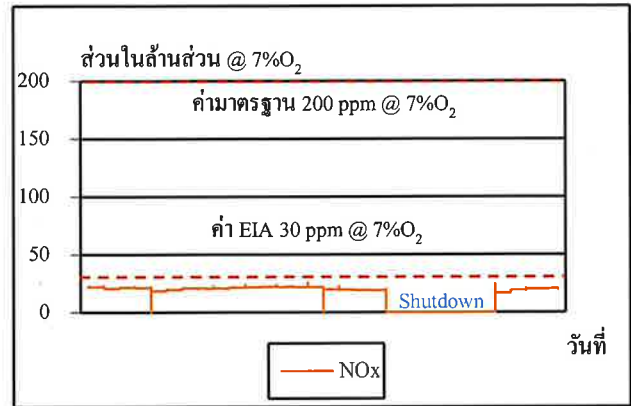 ส่วนในล้านส่วน @ 7%O₂
200
ค่ามาตรฐาน 200 ppm @ 7%O₂
150
100
ค่า EIA 30 ppm @ 7%O₂
50
Shutdown
0
วันที่
NOx